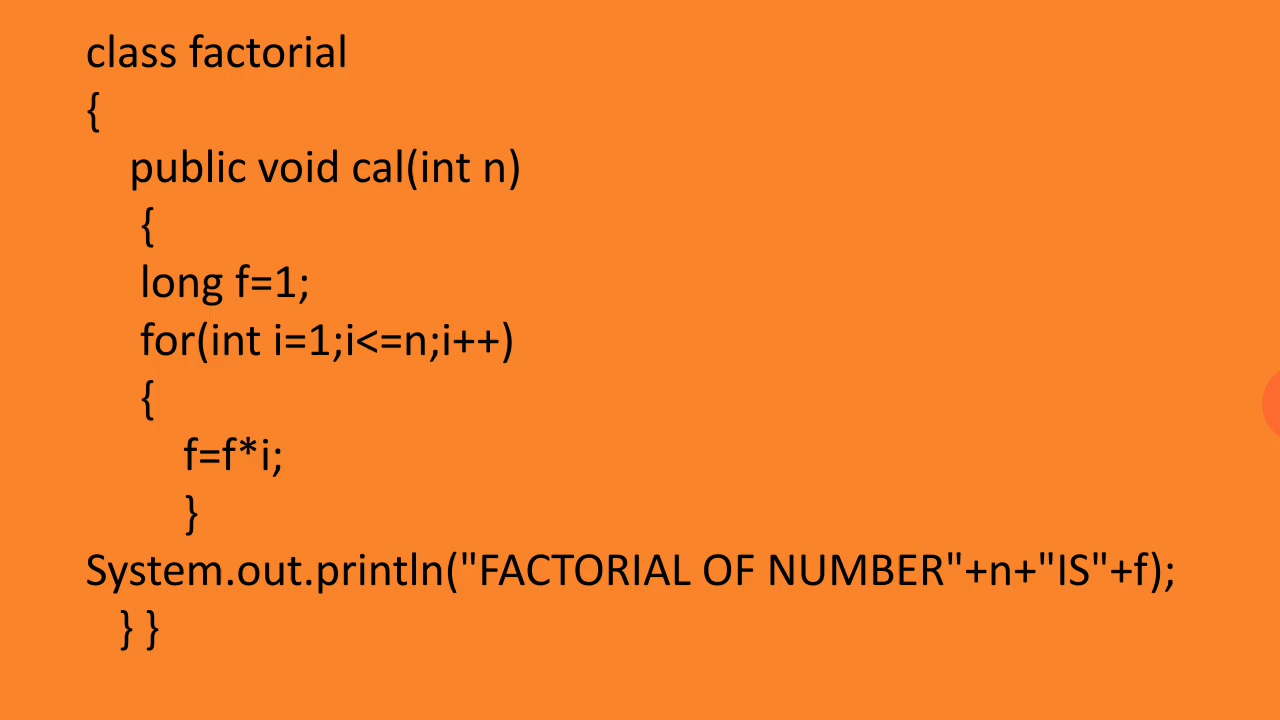 class factorial
{
public void cal(int n)
{
long f=1;
for(int i=1;i<=n;i++)
{
f=f*i;
}
System.out.println("FACTORIAL OF NUMBER"+n+"IS"+f);
} }